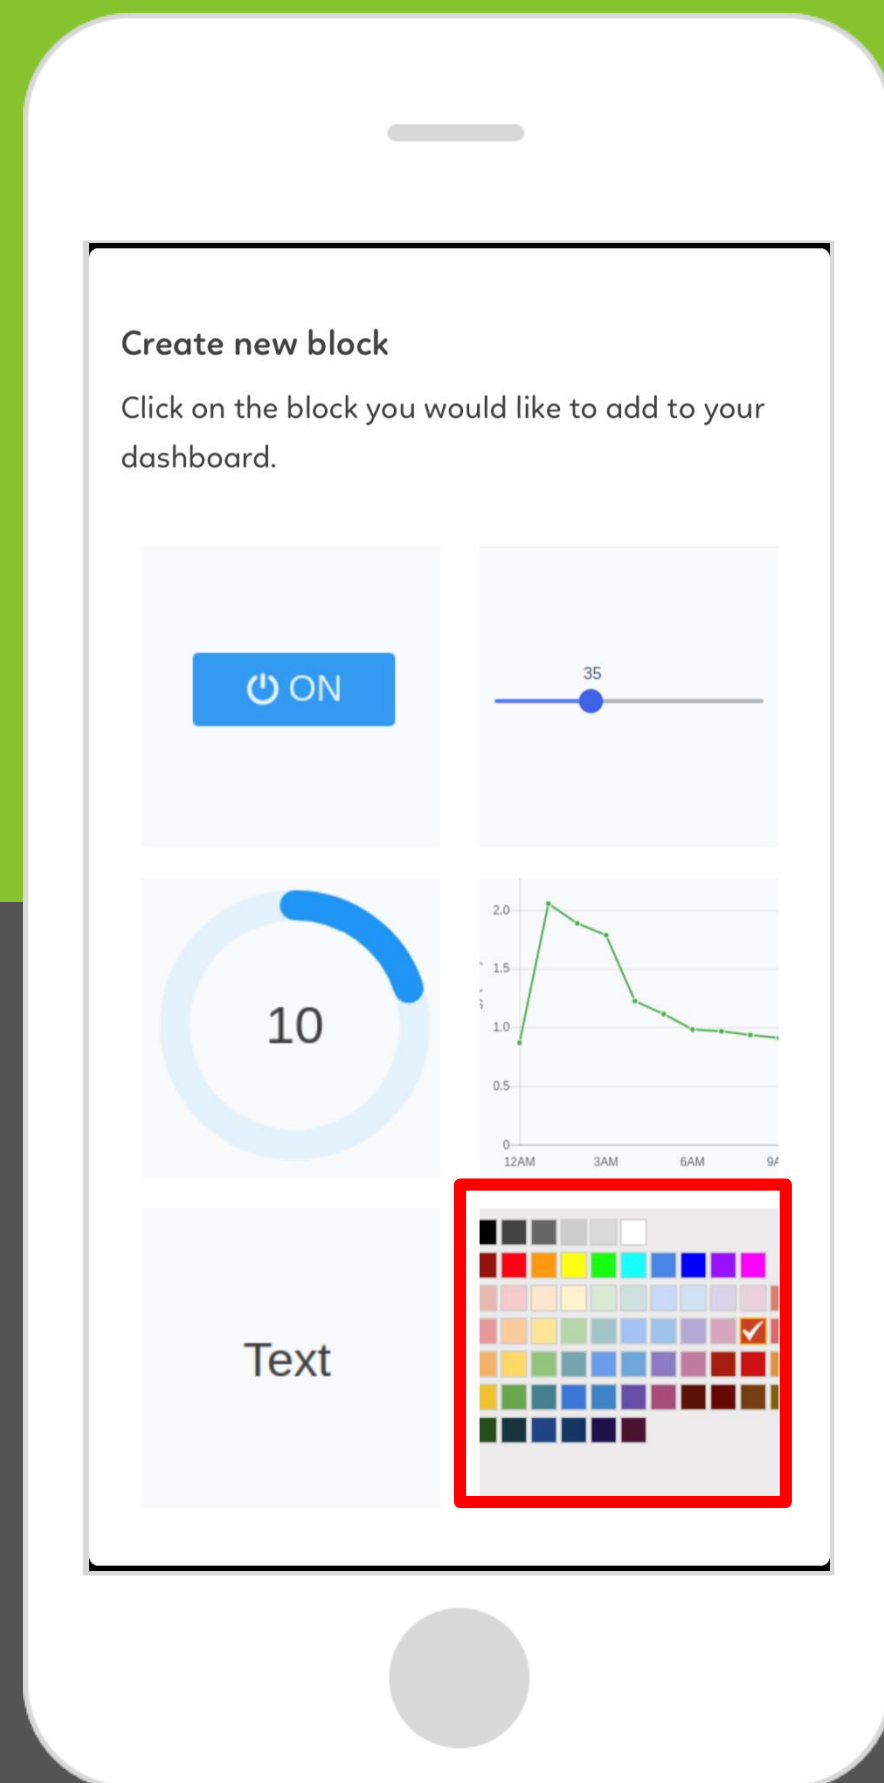 Create new block
Click on the block you would like to add to your
dashboard.
ON
35
10
2.0
1.5
1.0
0.5
0
12AM 3AM 6AM
Text